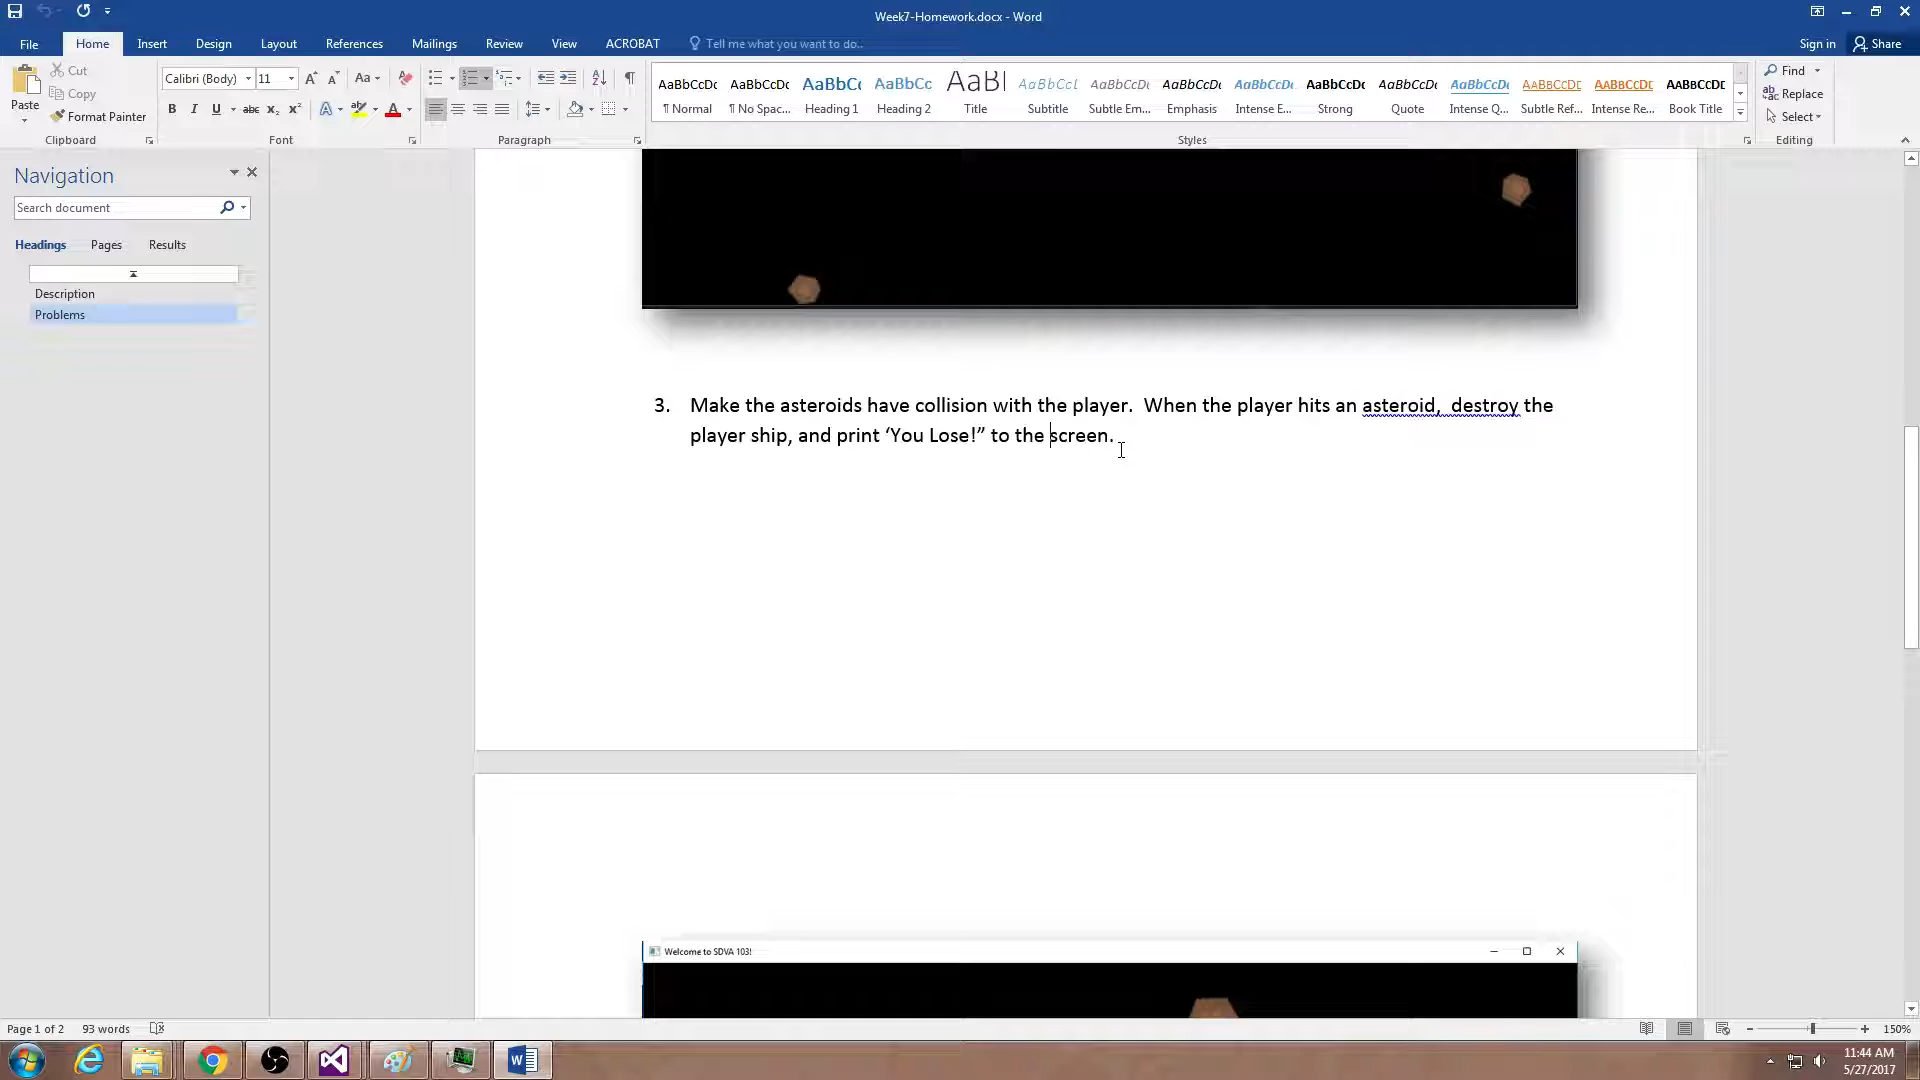 Week7-Homework.docx - Word
File Home Insert Design Layout References Mailings Review View ACROBAT Tell me what you want to do... Sign in Share
Paste
Cut
Copy
Format Painter
Clipboard
Calibri (Body) 11
Font
Paragraph
AaBbCcDc AaBbCcDc AaBbCc AaBbCc AaBl AaBbCcl AaBbCcDı AaBbCcDı AaBbCcDı AaBbCcDc AaBbCcDı AaBbCcDı AABBCCDE AABBCCDE AABBCCDE
¶ Normal ¶ No Spac... Heading 1 Heading 2 Title Subtitle Subtle Em... Emphasis Intense E... Strong Quote Intense Q... Subtle Ref... Intense Re... Book Title
Styles
Find
Replace
Select
Editing
Navigation
Search document
Headings Pages Results
Description
Problems
3. Make the asteroids have collision with the player.  When the player hits an asteroid,  destroy the
player ship, and print ‘You Lose!” to the screen.
Welcome to SDVA 103!
Page 1 of 2 93 words
150%
11:44 AM
5/27/2017